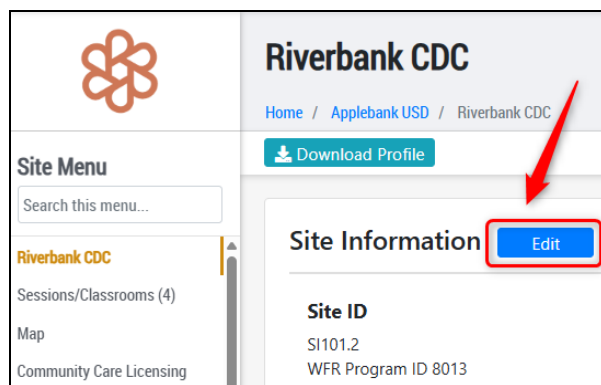 Riverbank CDC
Home / Applebank USD / Riverbank CDC
Download Profile
Site Menu
Search this menu...
Riverbank CDC
Sessions/Classrooms (4)
Map
Community Care Licensing
Site Information
Edit
Site ID
SI101.2
WFR Program ID 8013